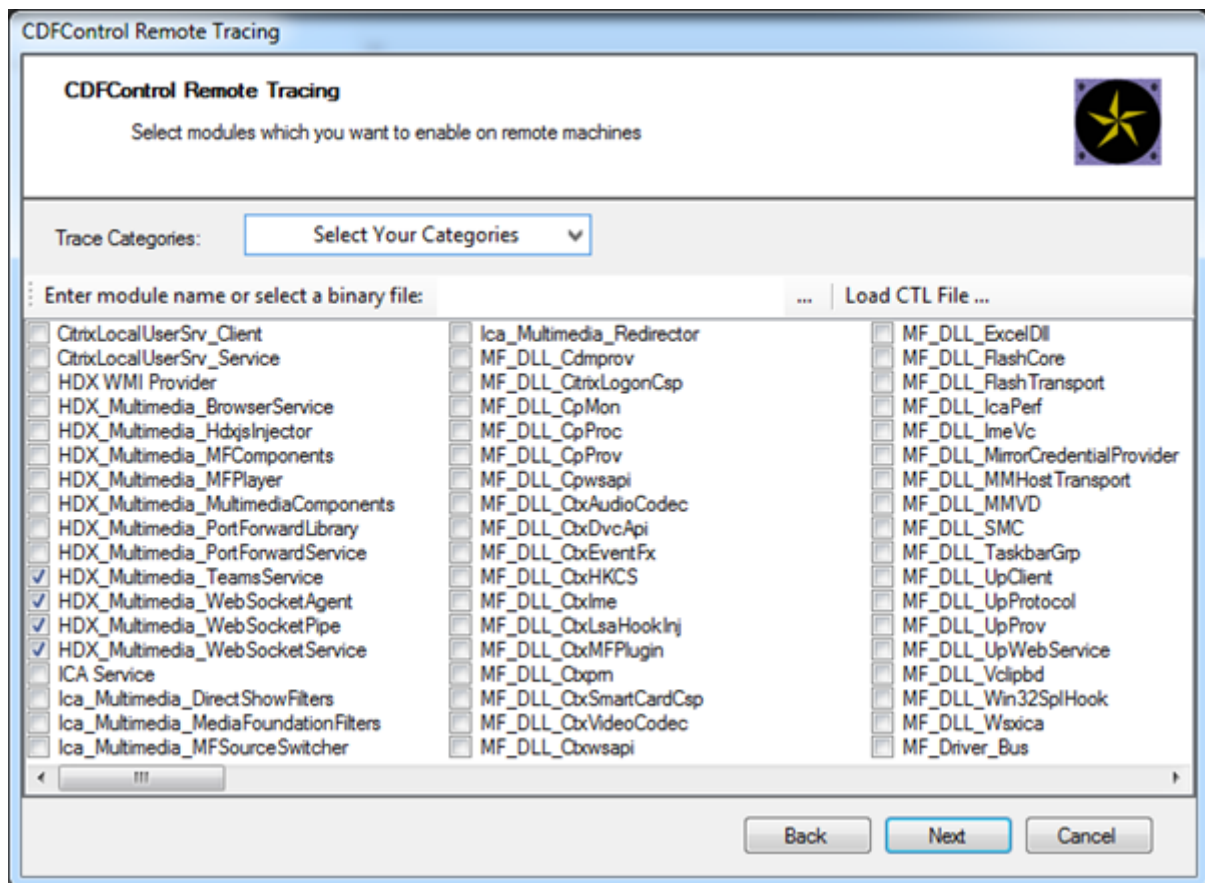 CDFControl Remote Tracing
CDFControl Remote Tracing
Select modules which you want to enable on remote machines
Trace Categories:
Select Your Categories
Enter module name or select a binary file:
...
Load CTL File ...
CitrixLocalUserSrv_Client
CitrixLocalUserSrv_Service
HDX WMI Provider
HDX_Multimedia_BrowserService
HDX_Multimedia_HdxjsInjector
HDX_Multimedia_MFComponents
HDX_Multimedia_MFPlayer
HDX_Multimedia_MultimediaComponents
HDX_Multimedia_PortForwardLibrary
HDX_Multimedia_PortForwardService
HDX_Multimedia_TeamsService
HDX_Multimedia_WebSocketAgent
HDX_Multimedia_WebSocketPipe
HDX_Multimedia_WebSocketService
ICA Service
Ica_Multimedia_DirectShowFilters
Ica_Multimedia_MediaFoundationFilters
Ica_Multimedia_MFSourceSwitcher
Ica_Multimedia_Redirector
MF_DLL_Cdmprov
MF_DLL_CitrixLogonCsp
MF_DLL_CpMon
MF_DLL_CpProc
MF_DLL_CpProv
MF_DLL_Cpwsapi
MF_DLL_CtxAudioCodec
MF_DLL_CtxDvcApi
MF_DLL_CtxEventFx
MF_DLL_CtxHKCS
MF_DLL_CtxIme
MF_DLL_CtxLsaHookInj
MF_DLL_CtxMFPlugin
MF_DLL_Ctxprn
MF_DLL_CtxSmartCardCsp
MF_DLL_CtxVideoCodec
MF_DLL_Ctxwsapi
MF_DLL_ExcelDll
MF_DLL_FlashCore
MF_DLL_FlashTransport
MF_DLL_IcaPerf
MF_DLL_ImeVc
MF_DLL_MirrorCredentialProvider
MF_DLL_MMHostTransport
MF_DLL_MMVD
MF_DLL_SMC
MF_DLL_TaskbarGrp
MF_DLL_UpClient
MF_DLL_UpProtocol
MF_DLL_UpProv
MF_DLL_UpWebService
MF_DLL_Vclipbd
MF_DLL_Win32SplHook
MF_DLL_Wsxica
MF_Driver_Bus
Back
Next
Cancel